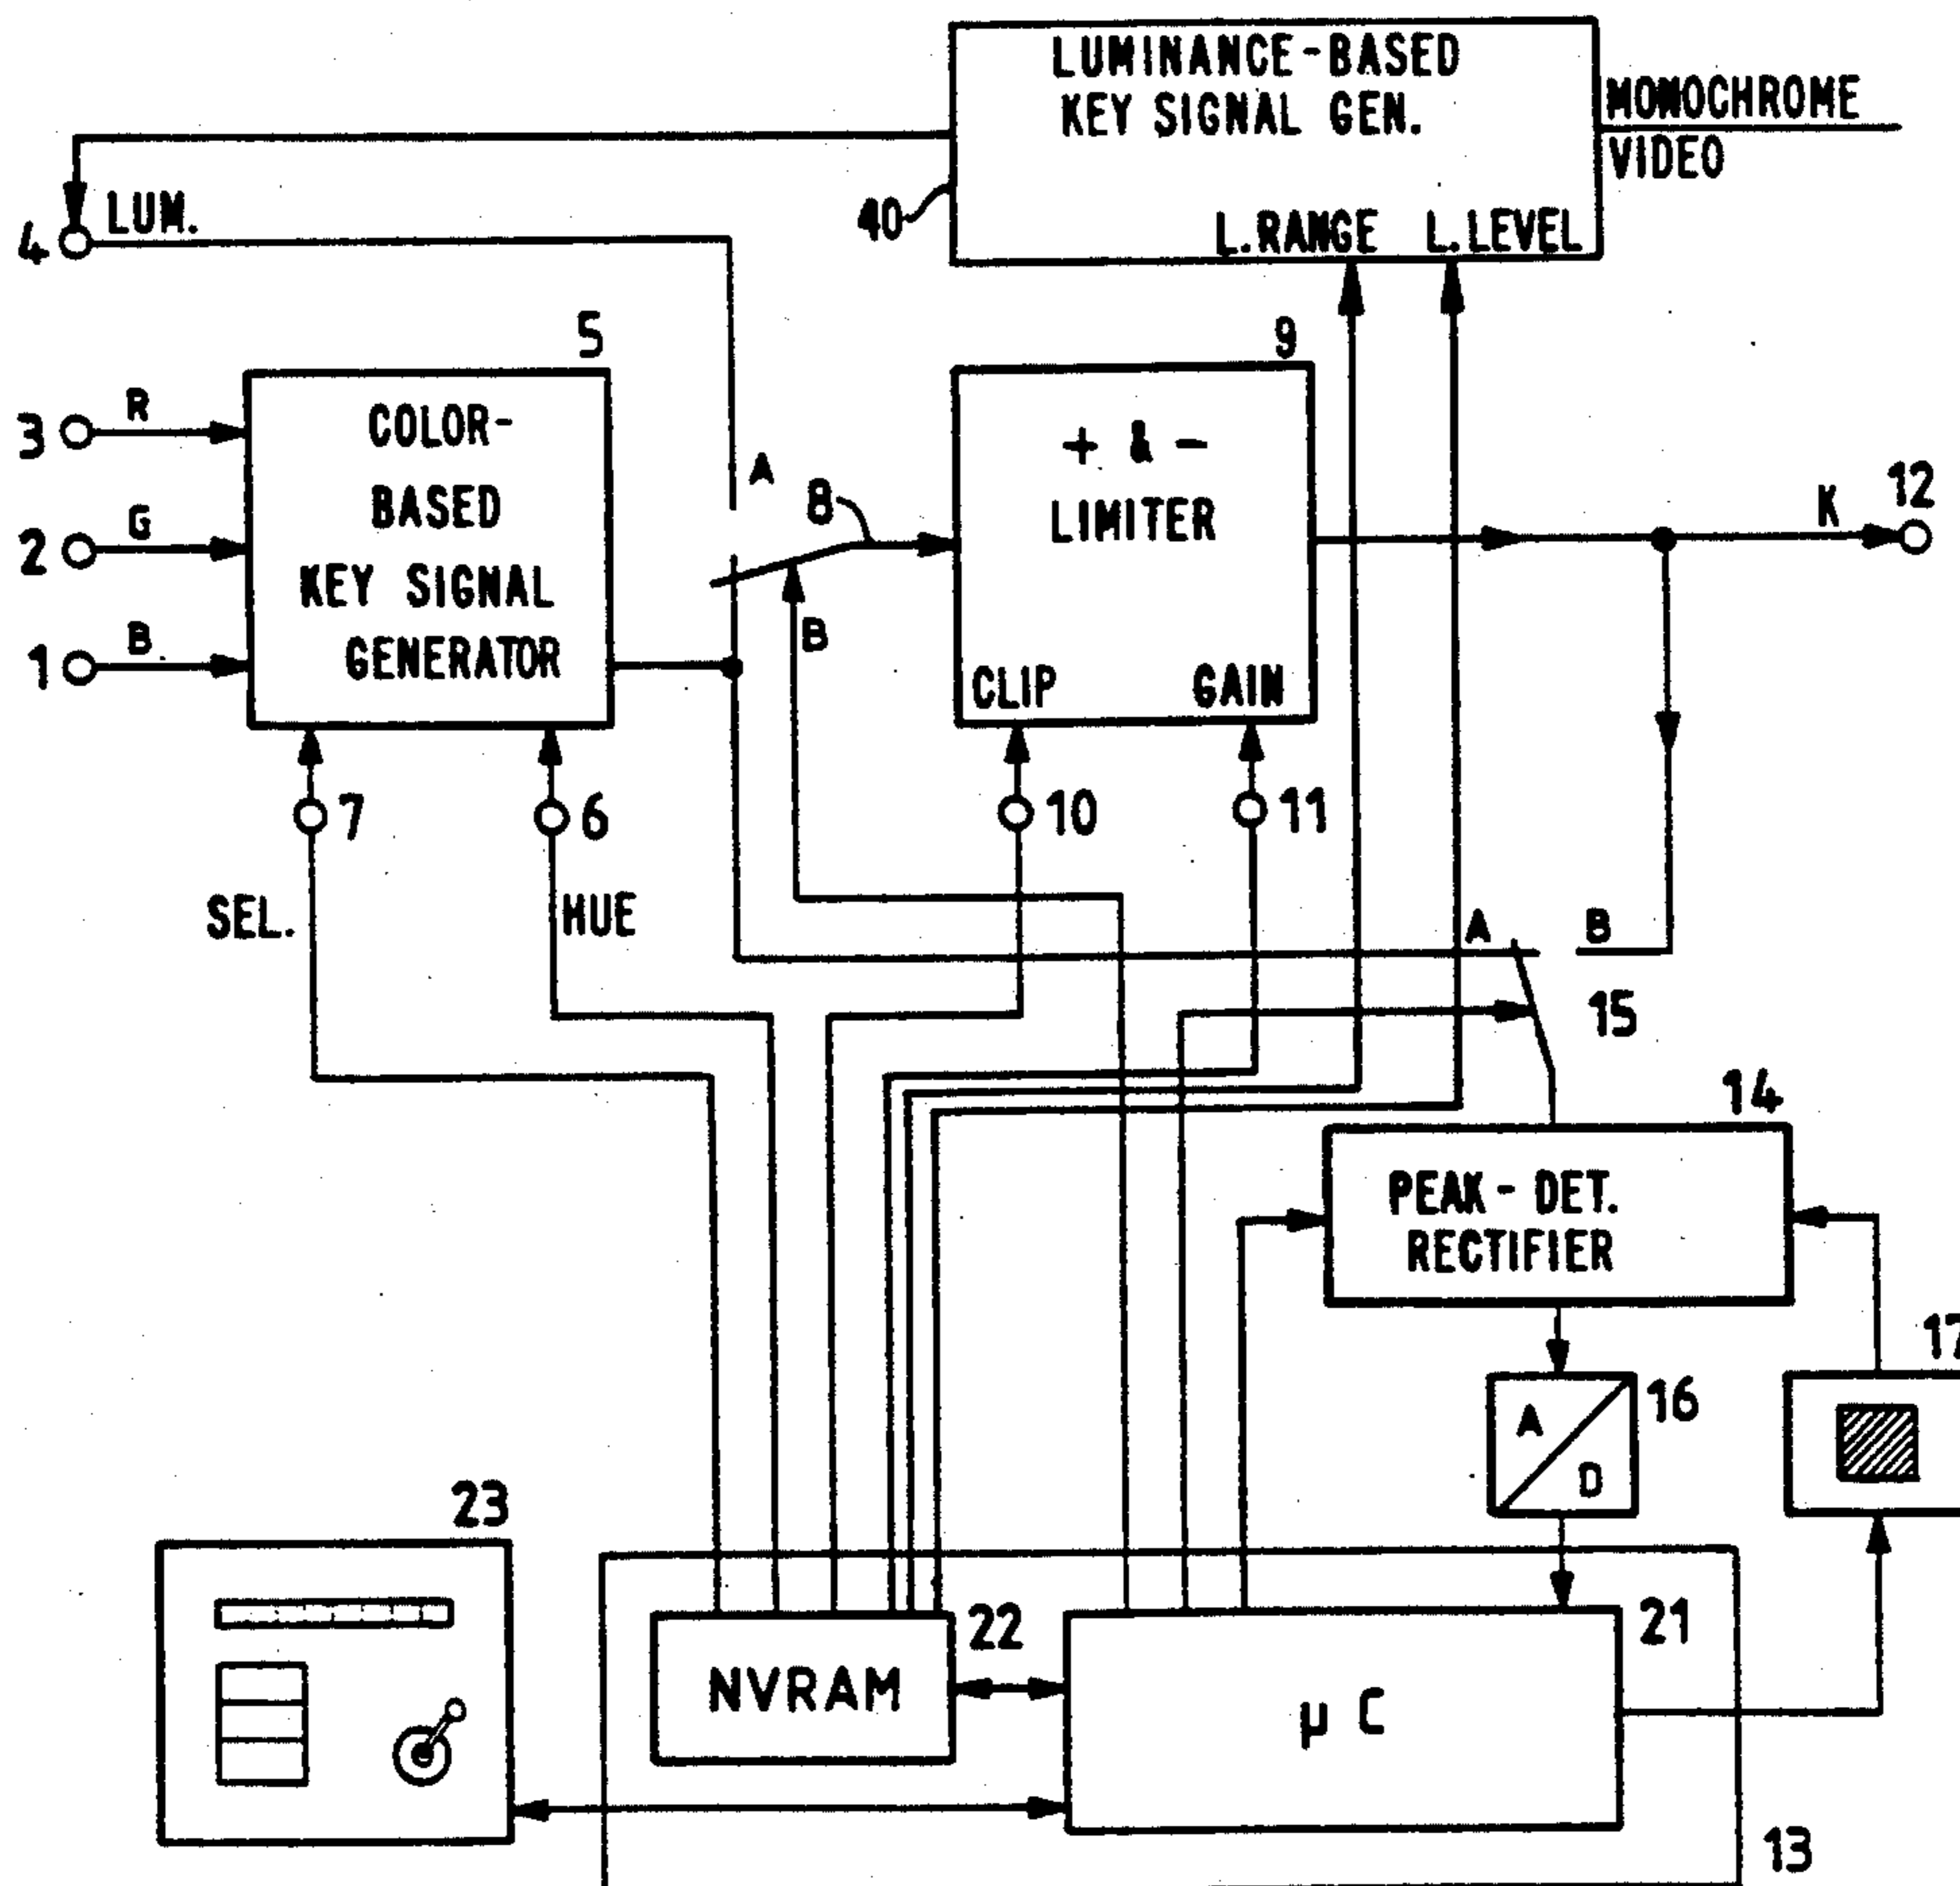 LUMINANCE-BASED
KEY SIGNAL GEN.
MONOCHROME
VIDEO
40
L.RANGE L.LEVEL
4 LUM.
5
9
3 R
2 G
1 B
COLOR-
BASED
KEY SIGNAL
GENERATOR
A
8
B
+ & -
LIMITER
CLIP GAIN
K 12
7 6 10 11
SEL. HUE
A B
15
14
PEAK-DET.
RECTIFIER
17
A
D
16
23
NVRAM
22
µC
21
13